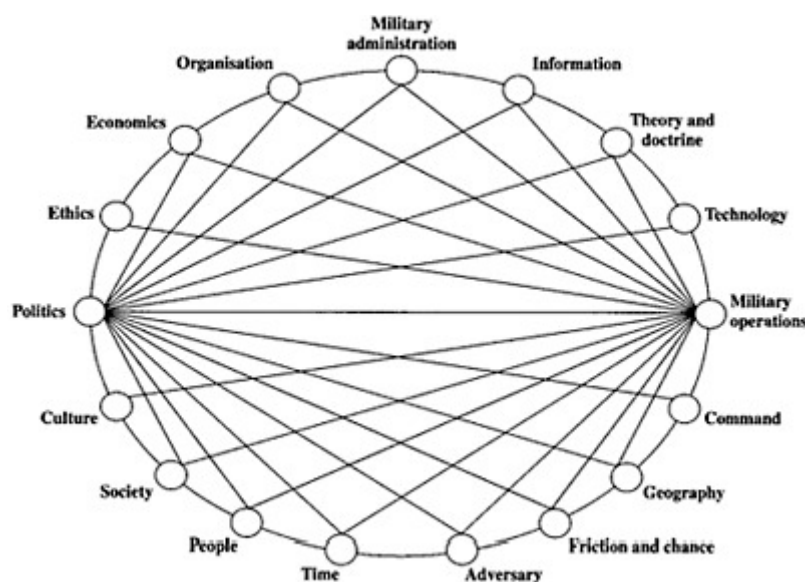 Military
administration
Organisation
Information
Economics
Theory and
doctrine
Ethics
Technology
Politics
Military
operations
Culture
Command
Society
Geography
People
Friction and chance
Time
Adversary